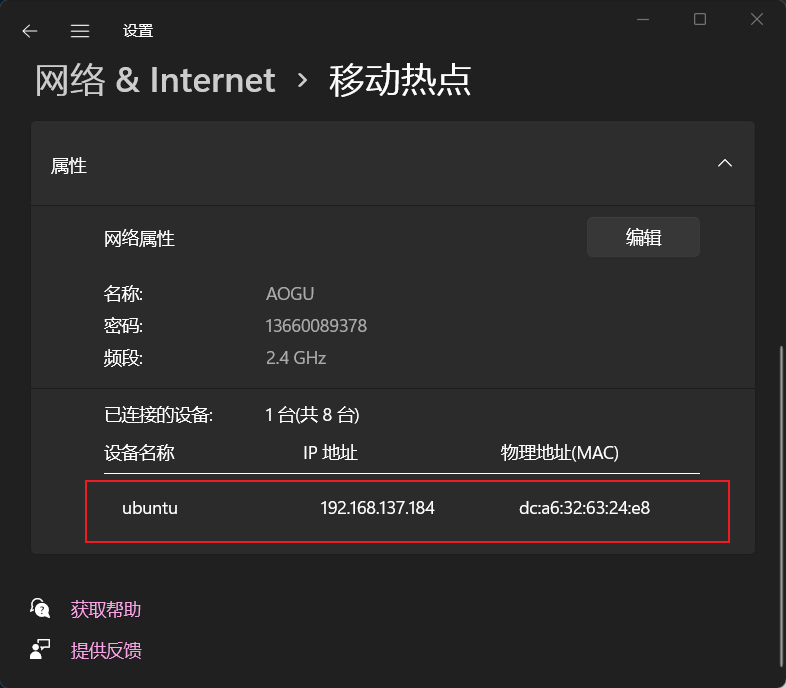 设置
网络 & Internet › 移动热点
属性
网络属性 编辑
名称: AOGU
密码: 13660089378
频段: 2.4 GHz
已连接的设备: 1 台(共 8 台)
设备名称 IP 地址 物理地址(MAC)
ubuntu 192.168.137.184 dc:a6:32:63:24:e8
获取帮助
提供反馈